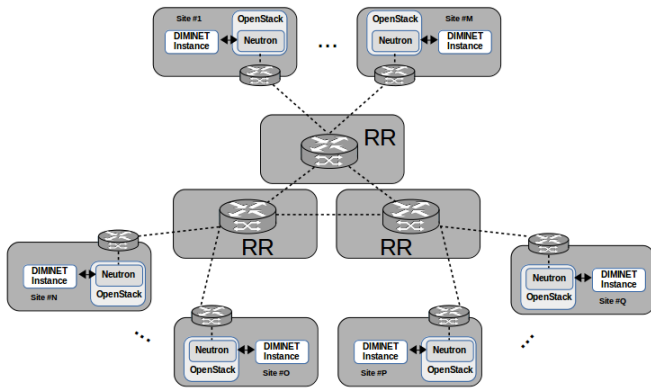 Site #1
OpenStack
DIMINET
Instance
Neutron
...
OpenStack
Site #M
Neutron
DIMINET
Instance
RR
RR
RR
DIMINET
Instance
Neutron
Site #N
OpenStack
Neutron
DIMINET
Instance
OpenStack
Site #Q
...
...
Neutron
DIMINET
Instance
OpenStack
Site #O
DIMINET
Instance
Neutron
Site #P
OpenStack